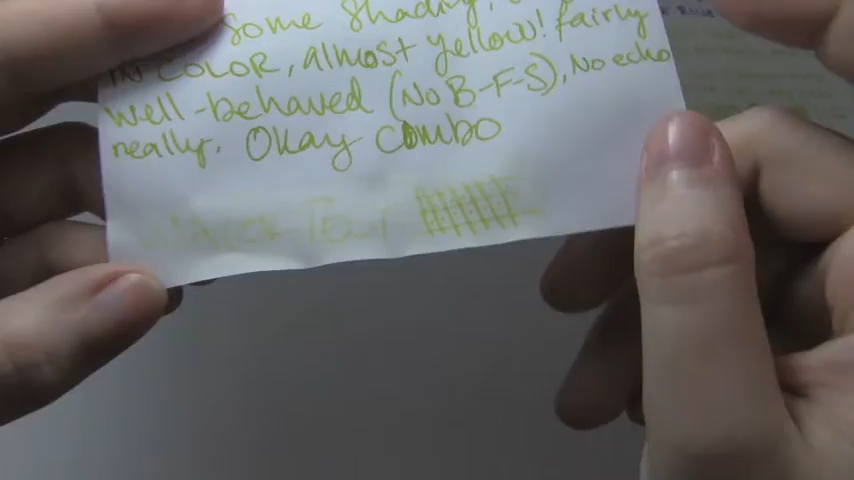 Some Shading,
IN COLOR, almost yellow! fairly
well-behaved (No B-F-S), No echo
really. Okay combo